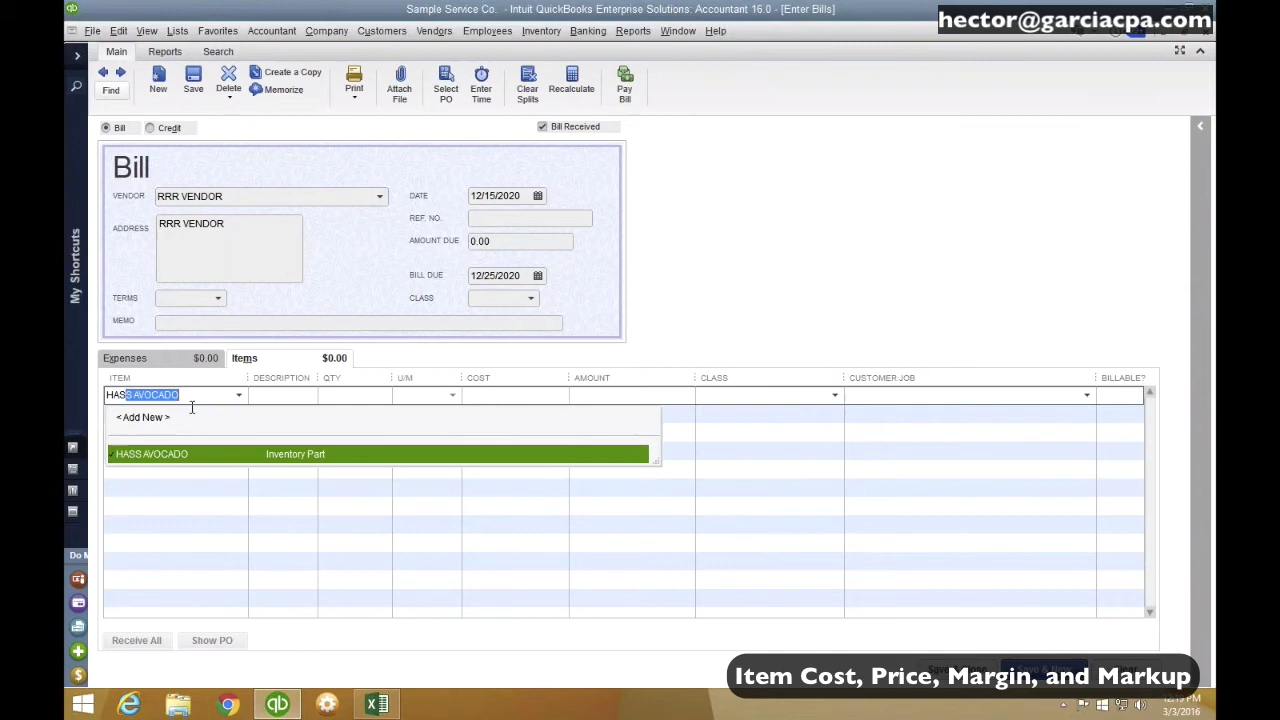 Sample Service Co. - Intuit QuickBooks Enterprise Solutions: Accountant 16.0 - [Enter Bills]
hector@garciacpa.com
File Edit View Lists Favorites Accountant Company Customers Vendors Employees Inventory Banking Reports Window Help
Main Reports Search
Find New Save Delete Create a Copy Memorize Print Attach File Select PO Enter Time Clear Splits Recalculate Pay Bill
Bill Credit Bill Received
Bill
VENDOR RRR VENDOR DATE 12/15/2020
ADDRESS RRR VENDOR REF. NO.
AMOUNT DUE 0.00
BILL DUE 12/25/2020
TERMS CLASS
MEMO
My Shortcuts
Expenses $0.00 Items $0.00
ITEM DESCRIPTION QTY U/M COST AMOUNT CLASS CUSTOMER:JOB BILLABLE?
HASS AVOCADO
< Add New >
HASS AVOCADO Inventory Part
Do M
Receive All Show PO
Item Cost, Price, Margin, and Markup
3/3/2016